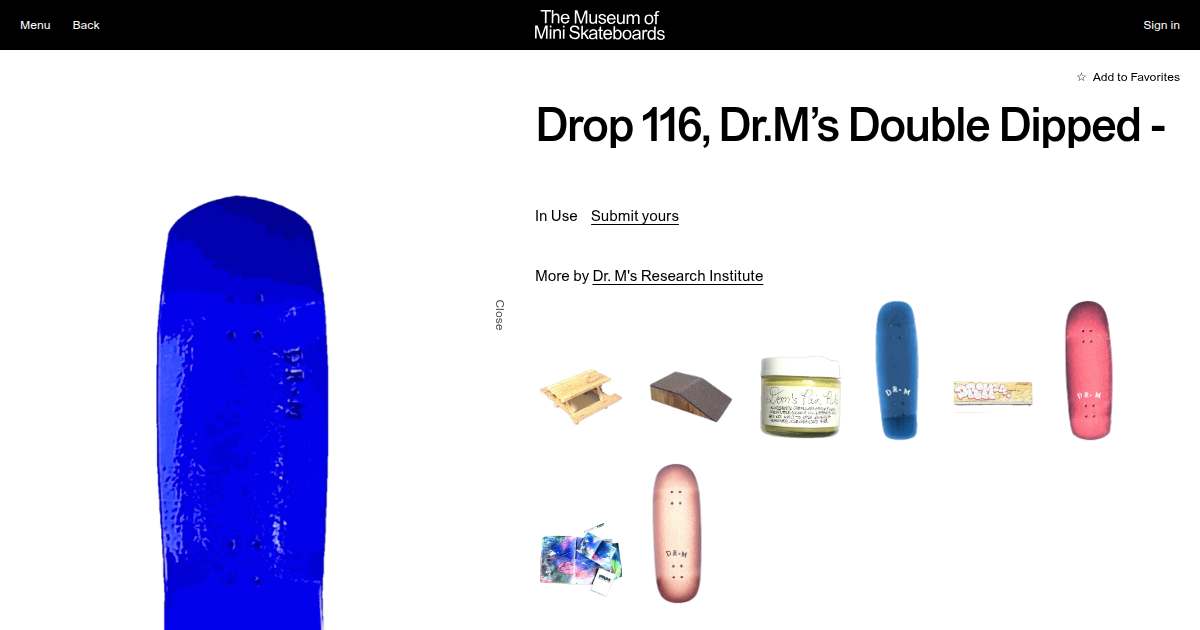 Menu
Back
The Museum of
Mini Skateboards
Sign in
☆ Add to Favorites
Drop 116, Dr.M’s Double Dipped -
In Use Submit yours
More by Dr. M's Research Institute
Close
DR·M
DR·M
DR·M
DR·M